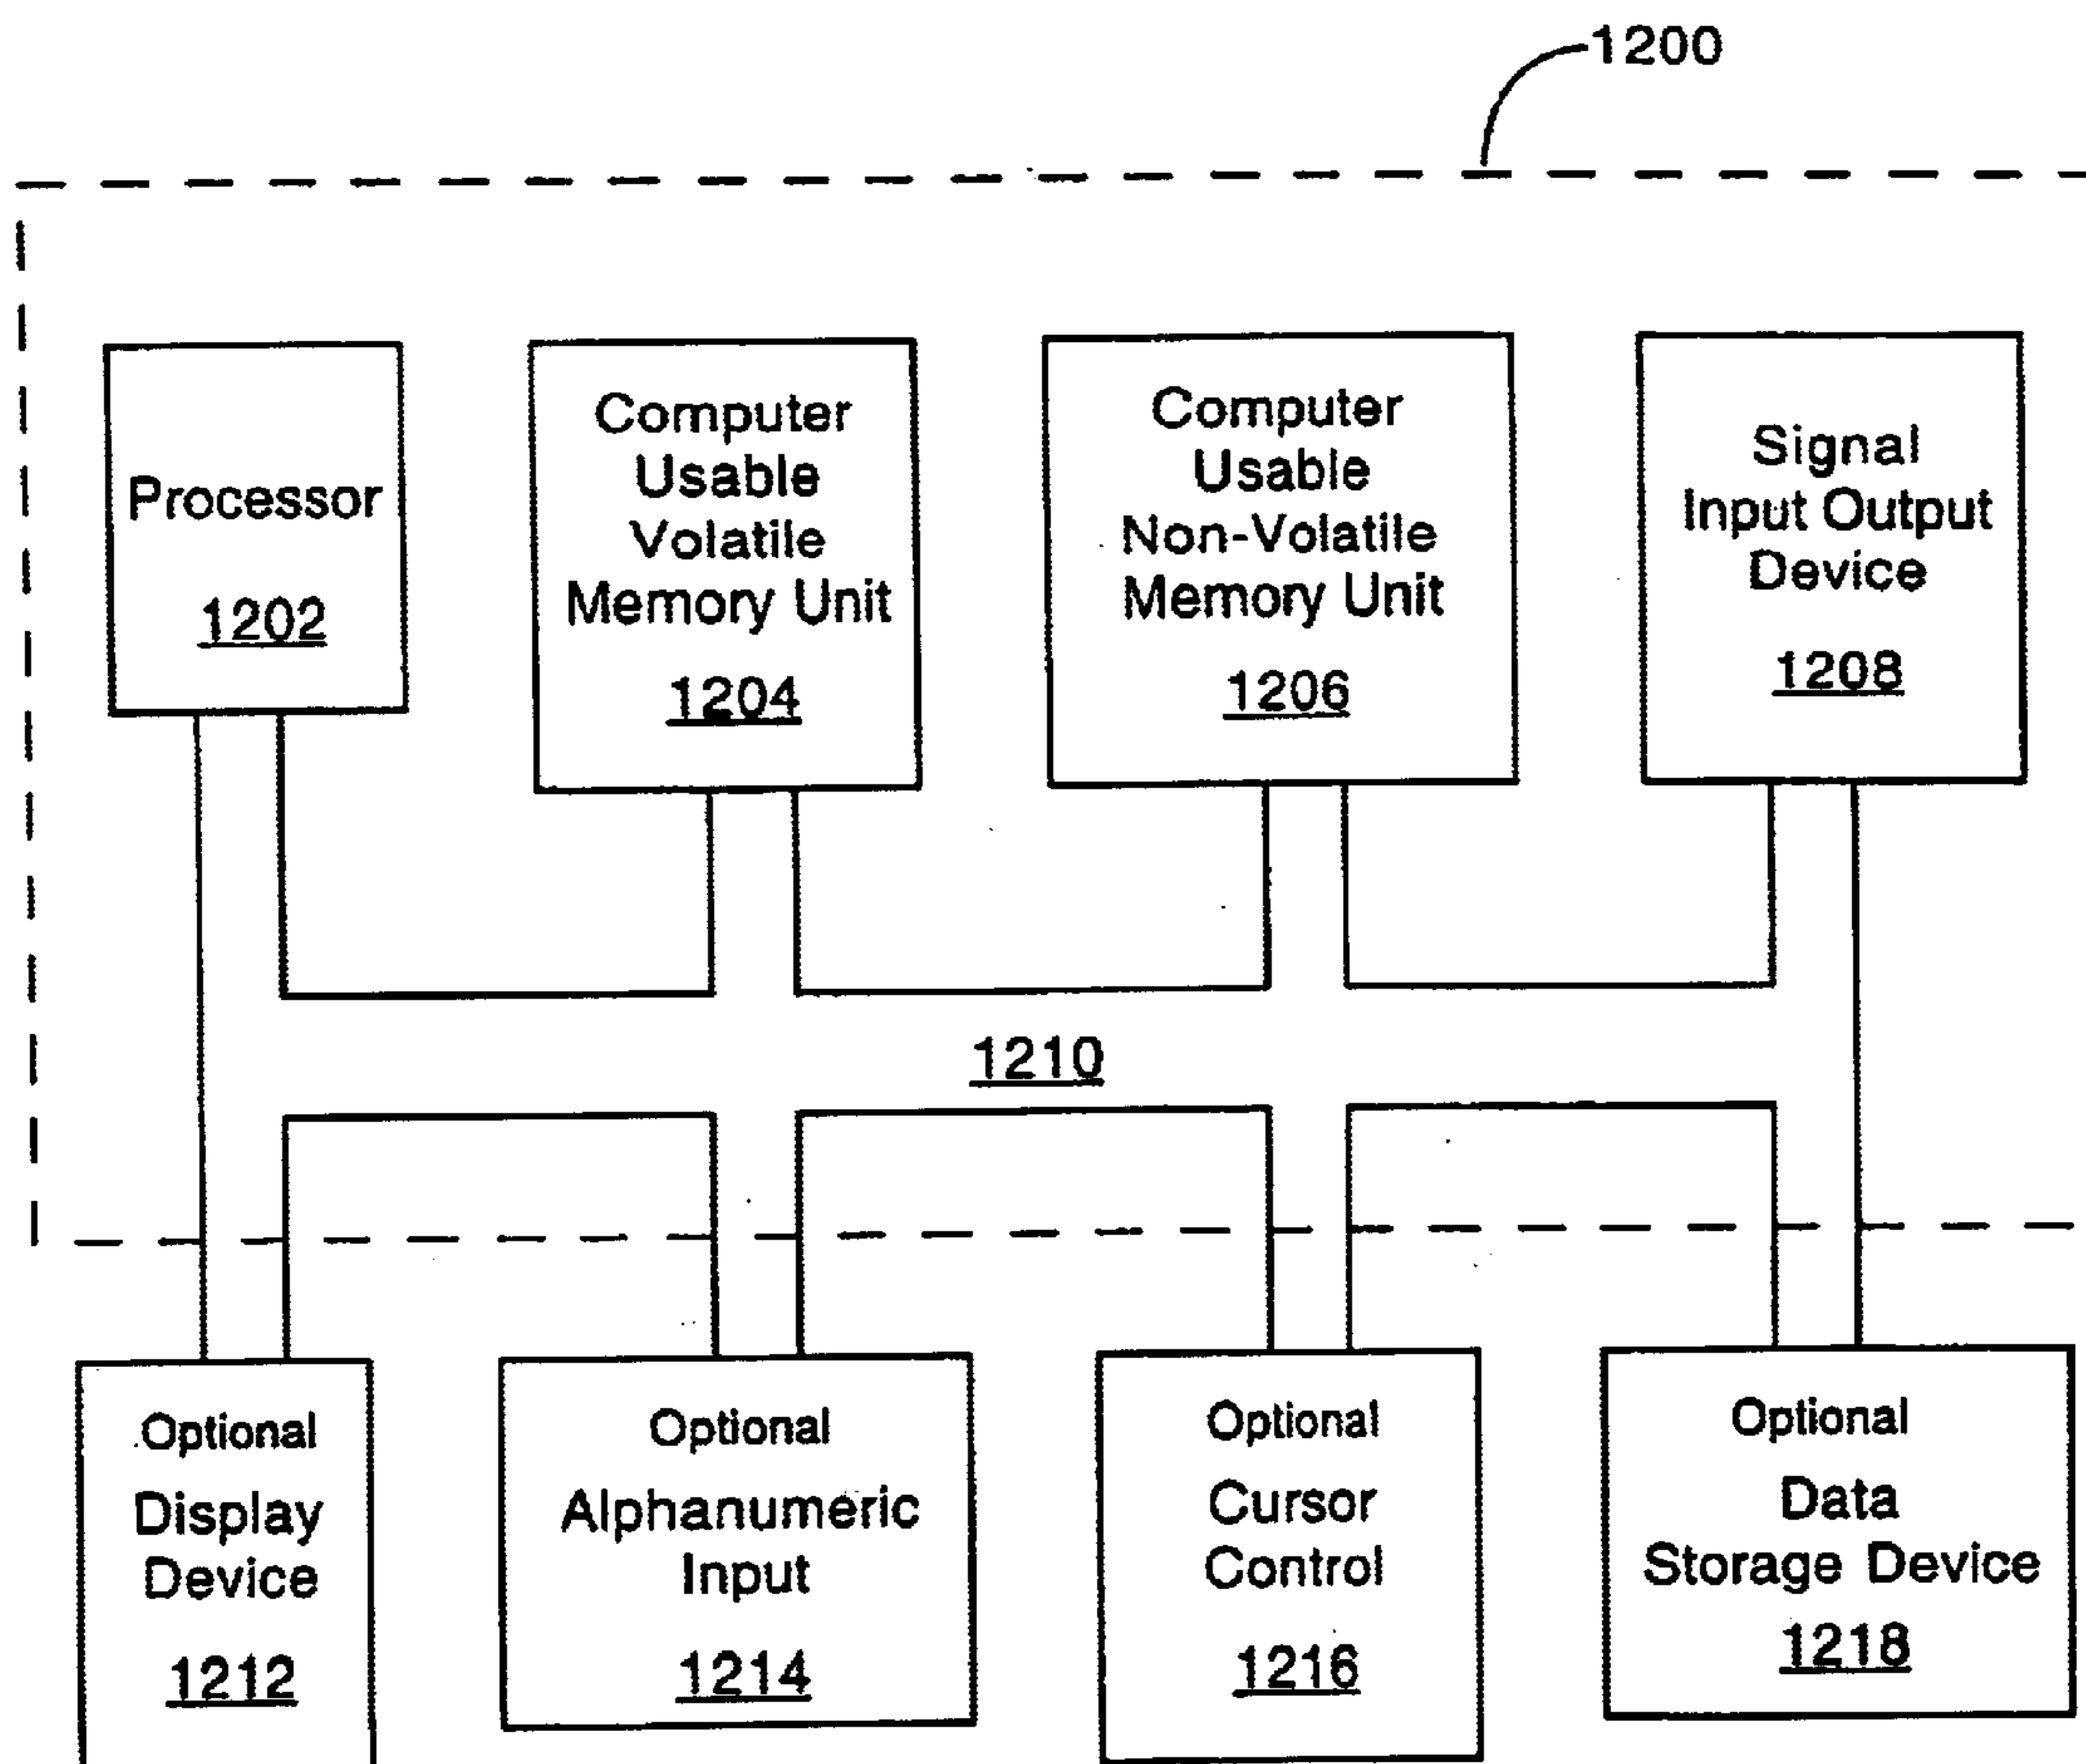 1200
Processor
1202
Computer
Usable
Volatile
Memory Unit
1204
Computer
Usable
Non-Volatile
Memory Unit
1206
Signal
Input Output
Device
1208
1210
Optional
Display
Device
1212
Optional
Alphanumeric
Input
1214
Optional
Cursor
Control
1216
Optional
Data
Storage Device
1218